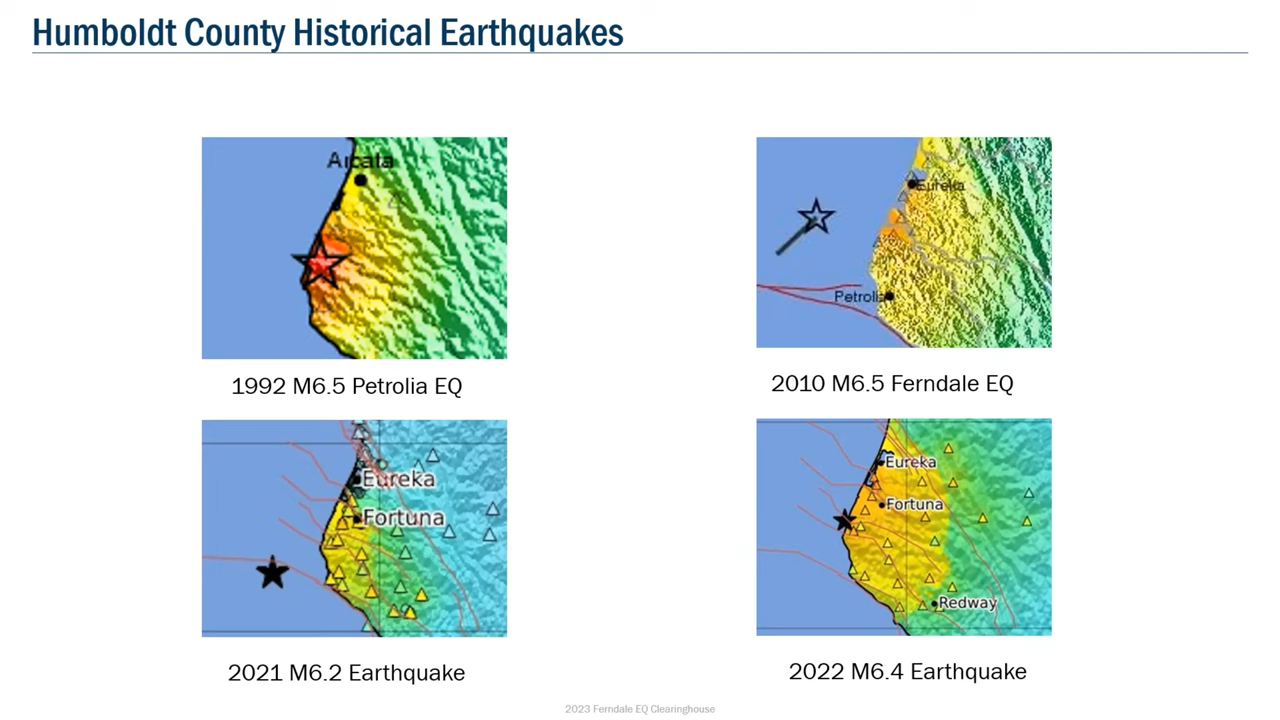 Humboldt County Historical Earthquakes
Arcata
Eureka
Petrolia
1992 M6.5 Petrolia EQ
2010 M6.5 Ferndale EQ
Eureka
Fortuna
Eureka
Fortuna
Redway
2021 M6.2 Earthquake
2022 M6.4 Earthquake
2023 Ferndale EQ Clearinghouse